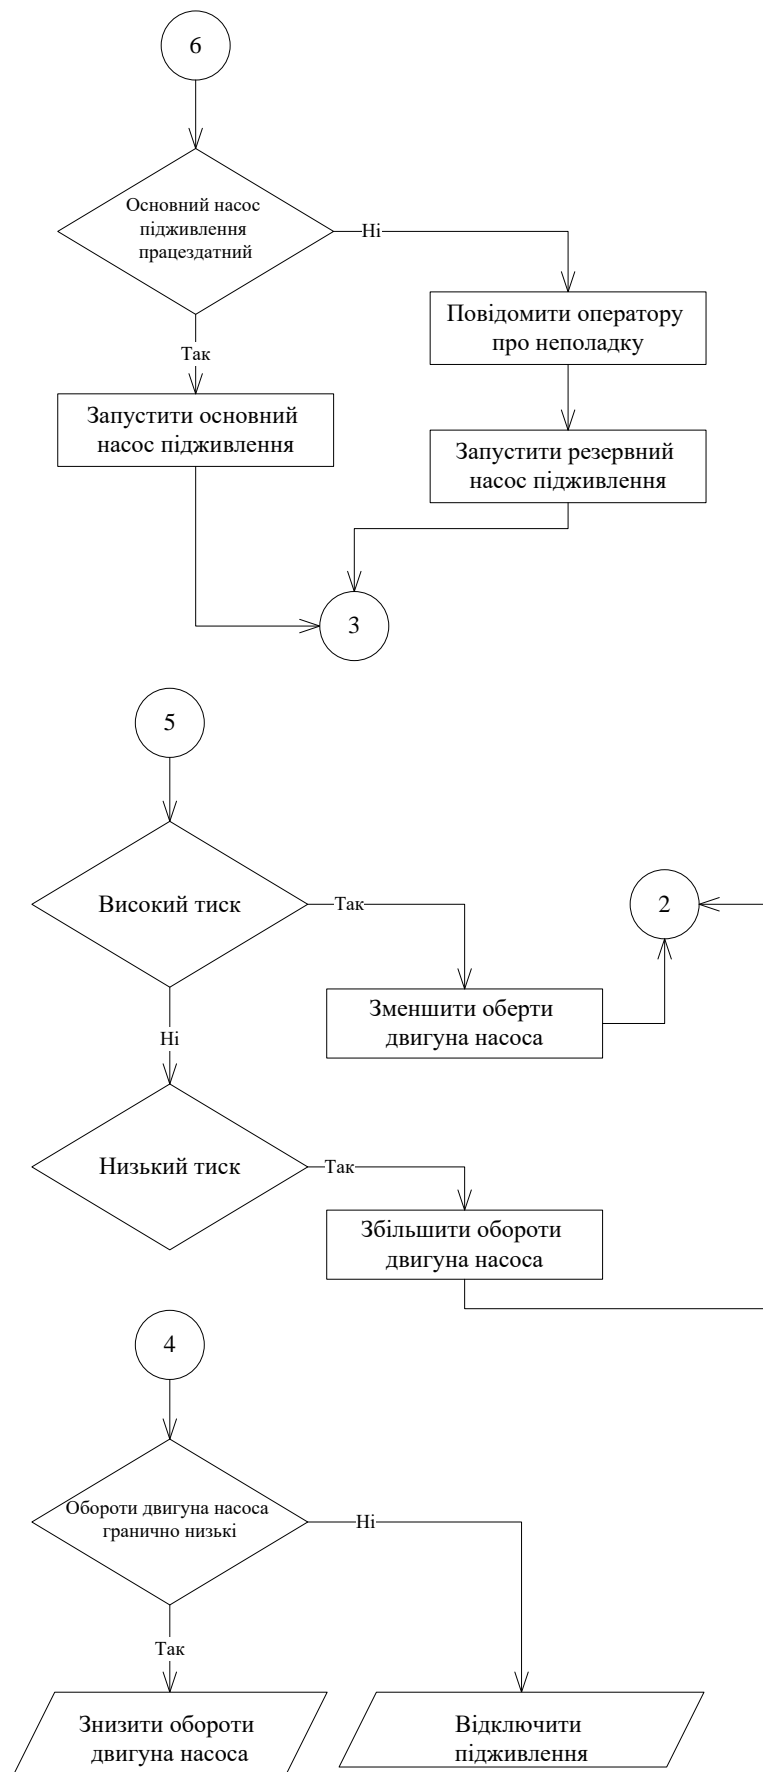 6
Основний насос
підживлення
працездатний
Ні
Повідомити оператору
про неполадку
Так
Запустити основний
насос підживлення
Запустити резервний
насос підживлення
3
5
Високий тиск
Так
2
Зменшити оберти
двигуна насоса
Ні
Низький тиск
Так
Збільшити обороти
двигуна насоса
4
Обороти двигуна насоса
гранично низькі
Ні
Так
Знизити обороти
двигуна насоса
Відключити
підживлення